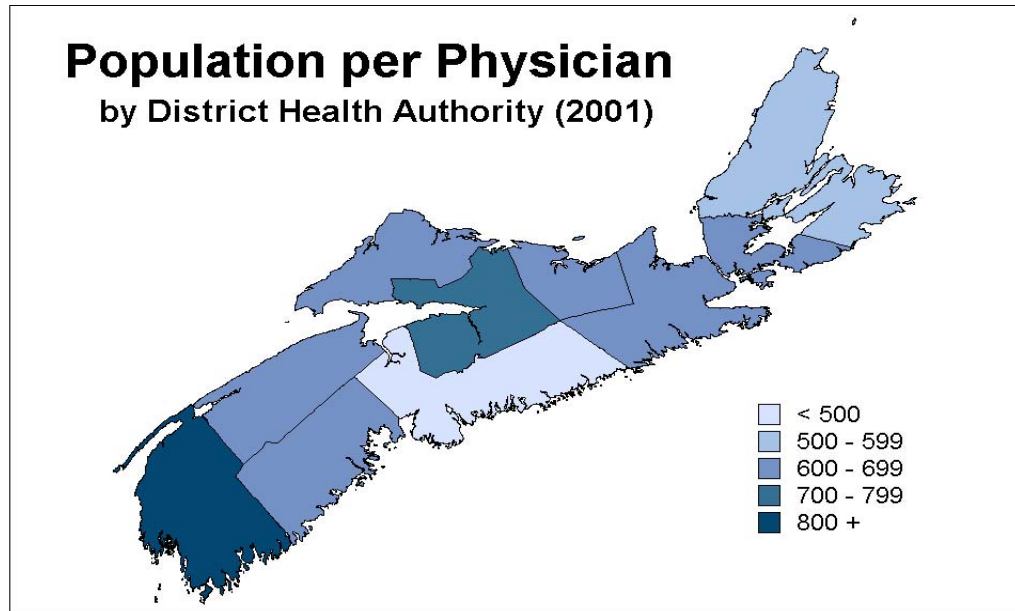 Population per Physician
by District Health Authority (2001)
< 500
500 - 599
600 - 699
700 - 799
800 +